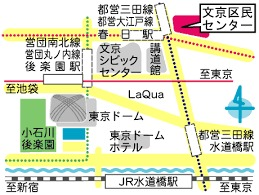 都営三田線
都営大江戸線
春日駅
文京区民
センター
営団南北線
営団丸ノ内線
後楽園駅
文京
シビック
センター
講道館
至東京
至池袋
LaQua
小石川
後楽園
東京ドーム
東京ドーム
ホテル
都営三田線
水道橋駅
至新宿
JR水道橋駅
至東京